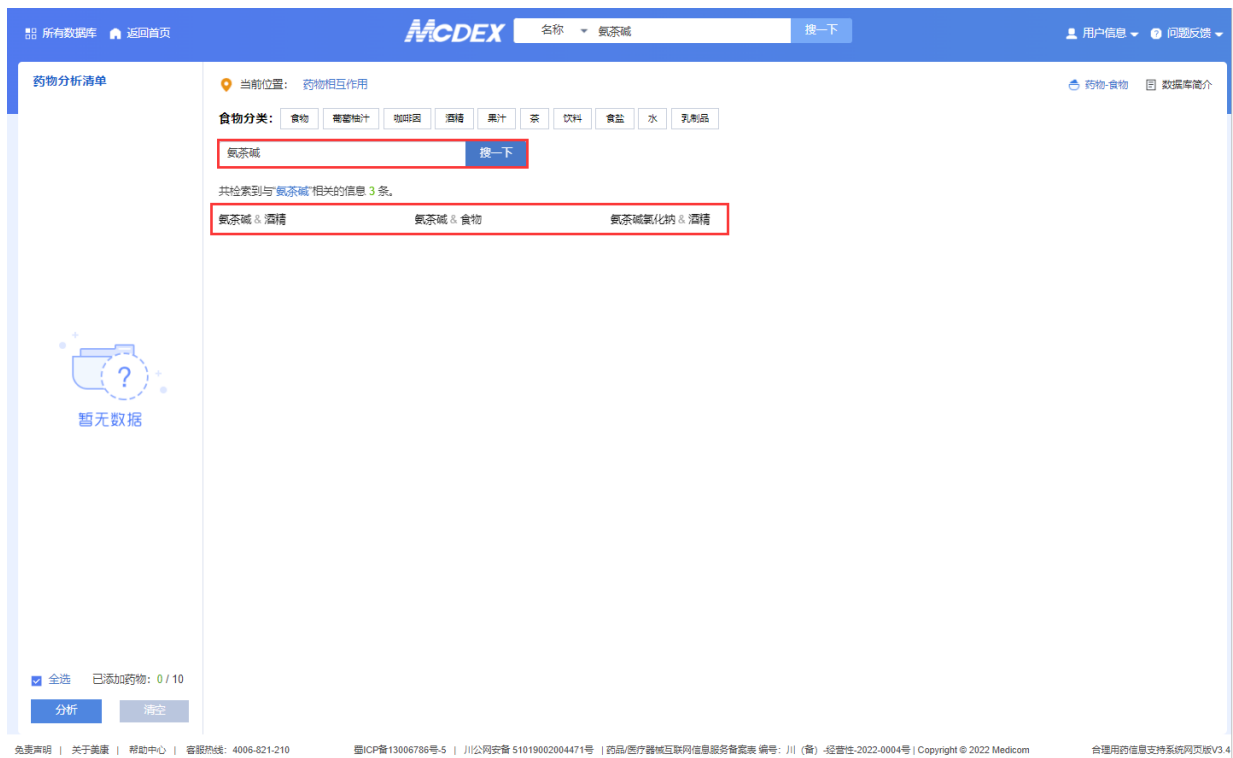 所有数据库 返回首页 McDEX 名称 氨茶碱 搜一下 用户信息 问题反馈
药物分析清单
当前位置： 药物相互作用 药物-食物 数据库简介
食物分类： 食物 葡萄柚汁 咖啡因 酒精 果汁 茶 饮料 食盐 水 乳制品
氨茶碱 搜一下
共检索到与"氨茶碱"相关的信息 3 条。
氨茶碱 & 酒精 氨茶碱 & 食物 氨茶碱氯化钠 & 酒精
?
暂无数据
全选 已添加药物：0 / 10
分析 清空
免责声明 | 关于美康 | 帮助中心 | 客服热线：4006-821-210 蜀ICP备13006786号-5 | 川公网安备 51019002004471号 | 药品/医疗器械互联网信息服务备案表 编号：川（备）-经营性-2022-0004号 | Copyright © 2022 Medicom 合理用药信息支持系统网页版V3.4